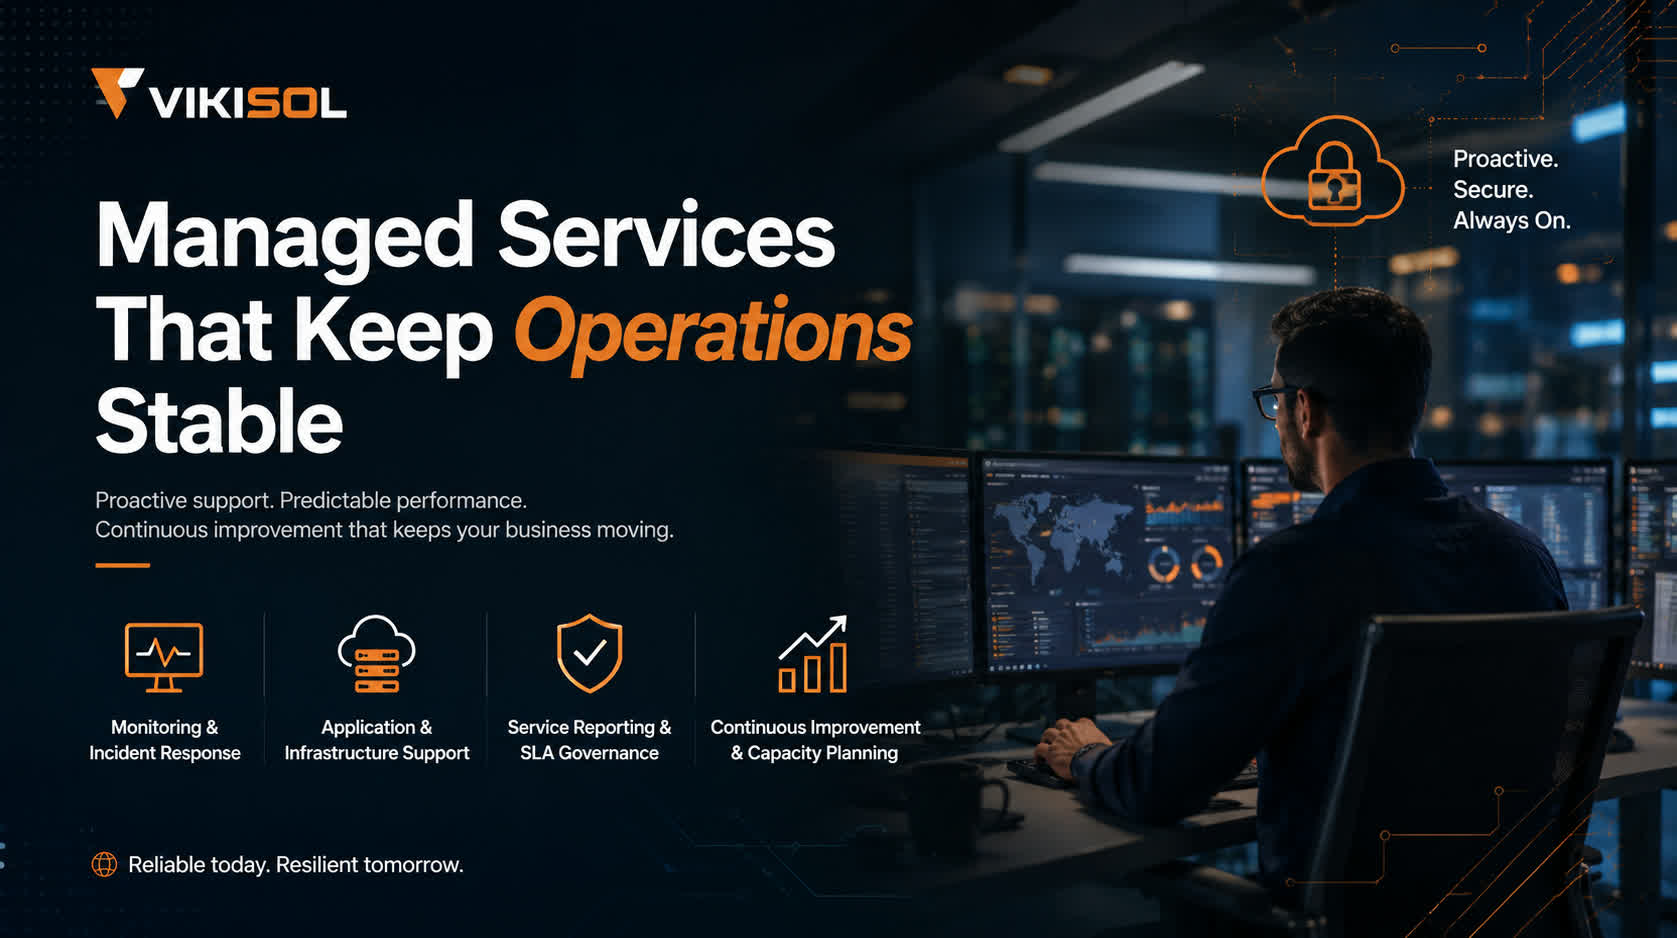 VIKISOL
Managed Services
That Keep Operations
Stable
Proactive support. Predictable performance.
Continuous improvement that keeps your business moving.
Monitoring &
Incident Response
Application &
Infrastructure Support
Service Reporting &
SLA Governance
Continuous Improvement
& Capacity Planning
Reliable today. Resilient tomorrow.
Proactive.
Secure.
Always On.